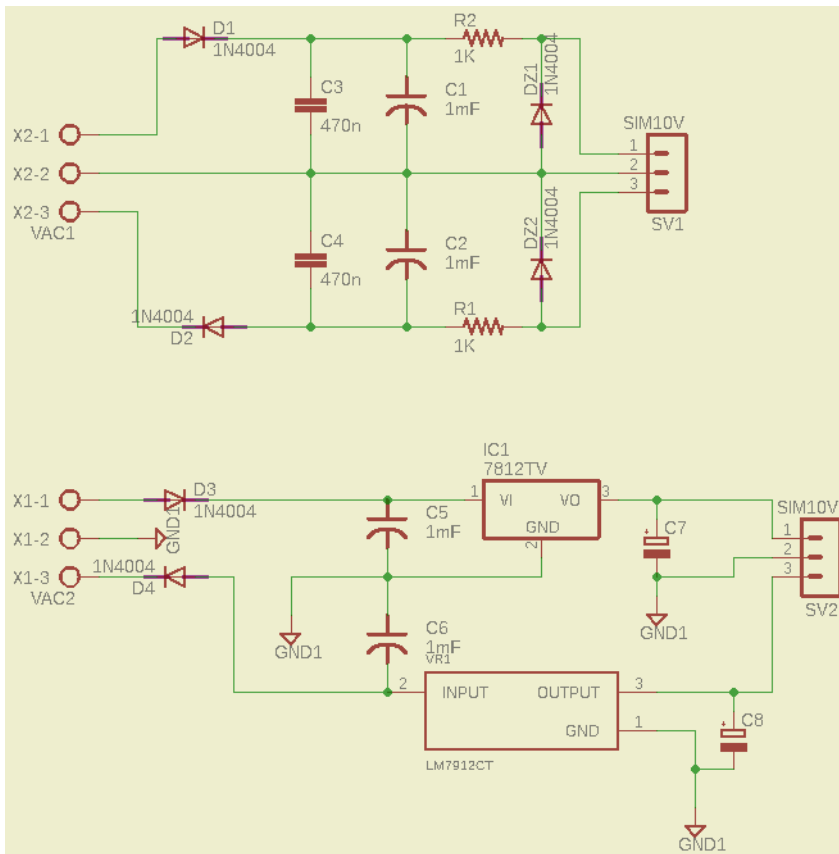 D1
1N4004
R2
1K
C3
470n
C1
1mF
DZ1
1N4004
SIM10V
1
2
3
SV1
X2-1
X2-2
X2-3
VAC1
C4
470n
C2
1mF
DZ2
1N4004
1N4004
D2
R1
1K
IC1
7812TV
1
VI
VO
3
GND
2
X1-1
X1-2
X1-3
VAC2
D3
1N4004
GND1
1N4004
D4
C5
1mF
+
C7
SIM10V
1
2
3
SV2
GND1
GND1
C6
1mF
VR1
2
INPUT
OUTPUT
3
GND
1
LM7912CT
+
C8
GND1